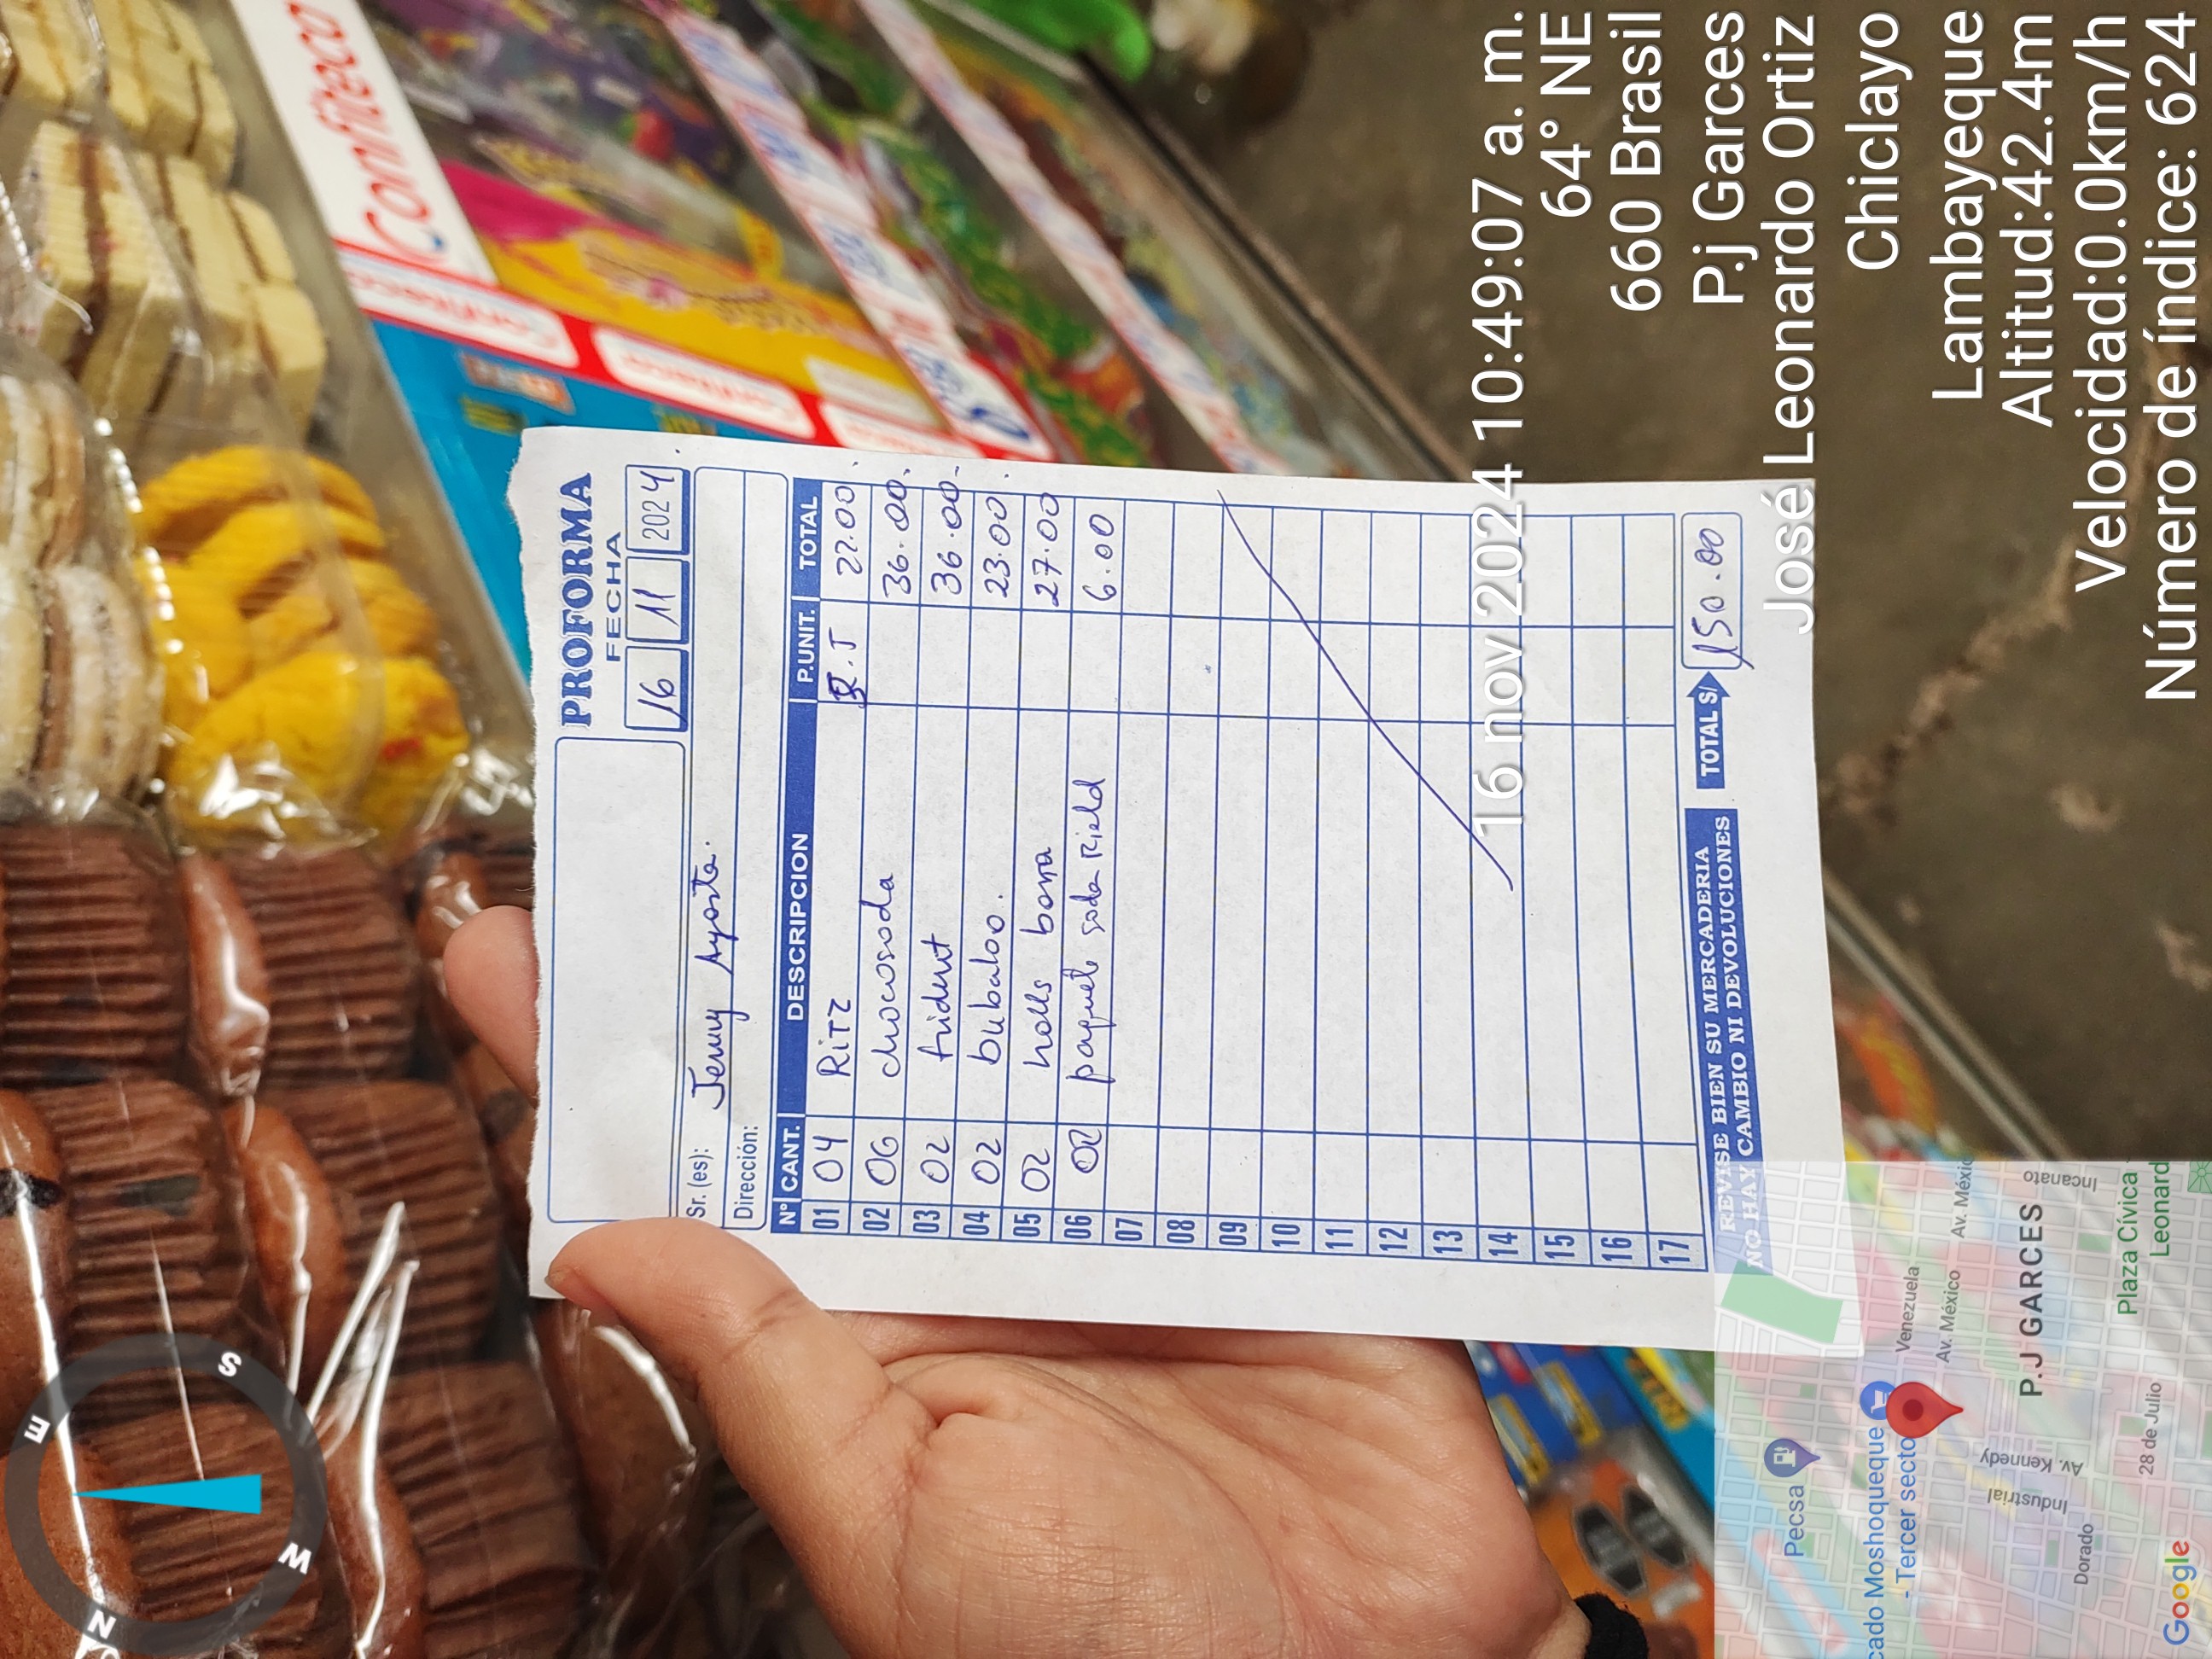 N
E
S
W
Confiteca
PROFORMA
FECHA
16 11 2024
Sr. (es): Jenny
Dirección:
N° CANT. DESCRIPCION P.UNIT. TOTAL
01 04 RiTZ 22.00
02 06 chocosoda 36.00
03 02 trident 36.00
04 02 bubaloo. 23.00
05 02 halls barra 27.00
06 02 paquete soda Field 6.00
07
08
09
10
11
12
13
14
15
16
17
REVISE BIEN SU MERCADERIA
NO HAY CAMBIO NI DEVOLUCIONES
TOTAL S/ 150.00
16 nov 2024 10:49:07 a. m.
64° NE
660 Brasil
P.j Garces
José Leonardo Ortiz
Chiclayo
Lambayeque
Altitud:42.4m
Velocidad:0.0km/h
Número de índice: 624
Pecsa
cado Moshoqueque
- Tercer secto
Venezuela
Av. México
Av. Méxic
Industrial
Av. Kennedy
P.J GARCES
Incanato
Dorado
Plaza Cívica
Leonard
28 de Julio
Google